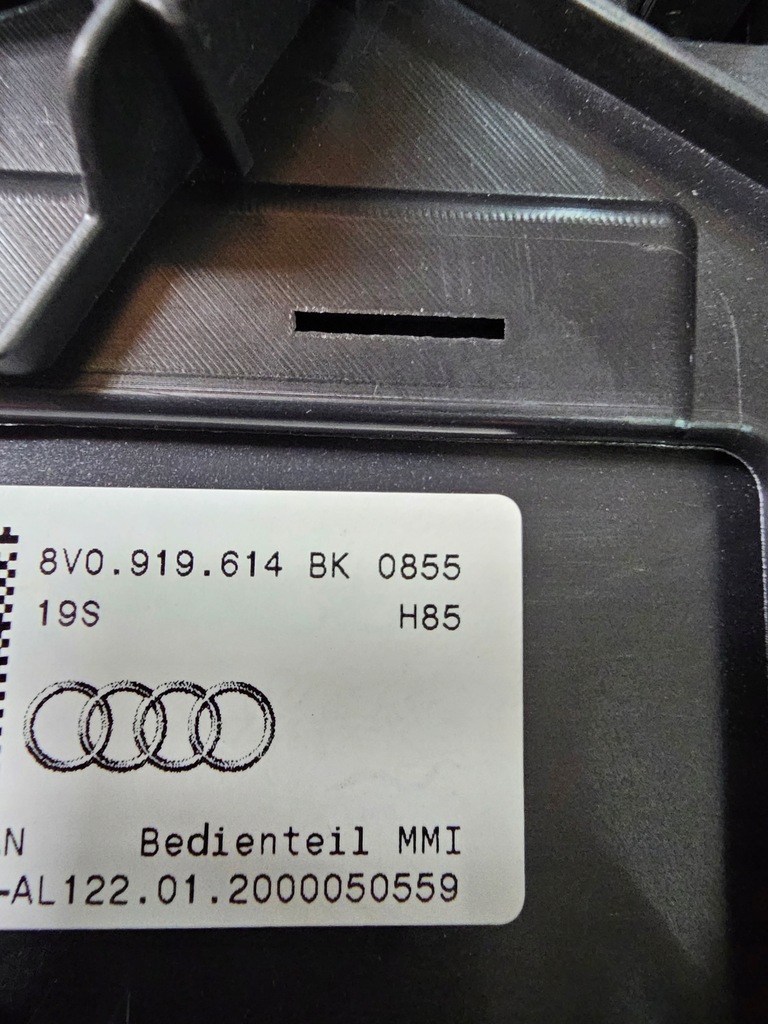 8V0.919.614 BK 0855
19S H85
Bedienteil MMI
-AL122.01.2000050559